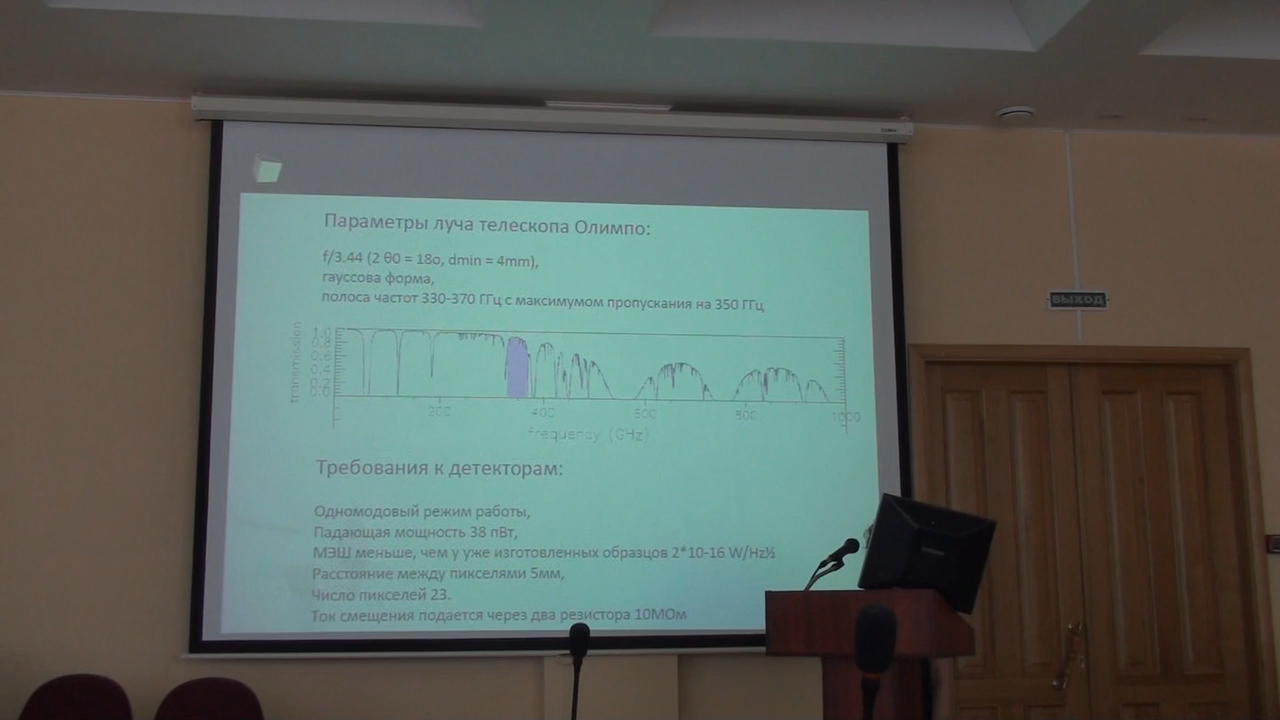 Параметры луча телескопа Олимпо:
f/3.44 (2 θ0 = 18o, dmin = 4mm),
гауссова форма,
полоса частот 330-370 ГГц с максимумом пропускания на 350 ГГц
transmission
1.0
0.8
0.6
0.4
0.2
0.0
200
400
600
800
1000
frequency (GHz)
Требования к детекторам:
Одномодовый режим работы,
Падающая мощность 38 пВт,
МЭШ меньше, чем у уже изготовленных образцов 2*10-16 W/Hz½
Расстояние между пикселями 5мм,
Число пикселей 23.
Ток смещения подается через два резистора 10МОм
ВЫХОД